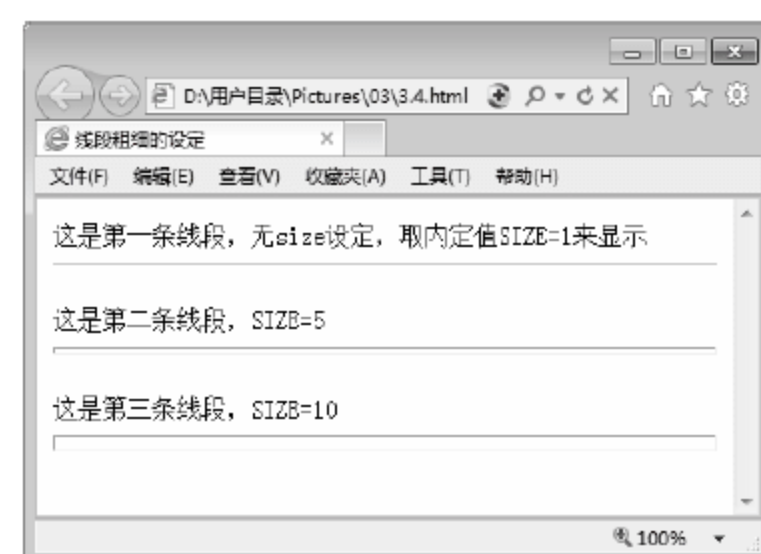 D:\用户目录\Pictures\03\3.4.html
线段粗细的设定
文件(F) 编辑(E) 查看(V) 收藏夹(A) 工具(T) 帮助(H)
这是第一条线段，无size设定，取内定值SIZE=1来显示
这是第二条线段，SIZE=5
这是第三条线段，SIZE=10
100%